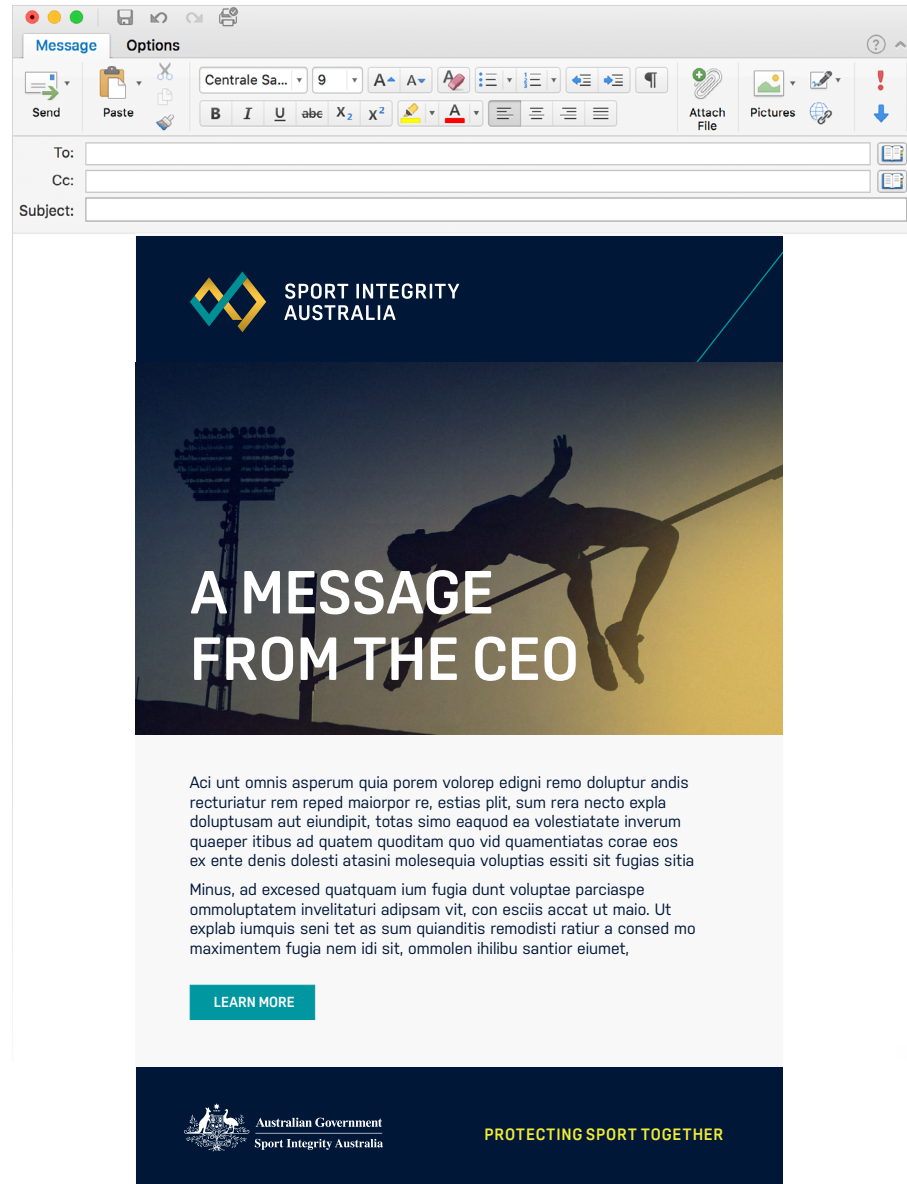 Message Options
Centrale Sa... 9 A A A
Send Paste B I U abc X2 X2 A Attach File Pictures
To:
Cc:
Subject:
SPORT INTEGRITY
AUSTRALIA
A MESSAGE
FROM THE CEO
Aci unt omnis asperum quia porem volorep edigni remo doluptur andis
recturiatur rem reped maiorpor re, estias plit, sum rera necto expla
doluptusam aut eiundipit, totas simo eaquod ea volestiatate inverum
quaeper itibus ad quatem quoditam quo vid quamentiatas corae eos
ex ente denis dolesti atasini molesequia voluptias essiti sit fugias sitia
Minus, ad excesed quatquam ium fugia dunt voluptae parciaspe
ommoluptatem invelitaturi adipsam vit, con esciis accat ut maio. Ut
explab iumquis seni tet as sum quianditis remodisti ratiur a consed mo
maximentem fugia nem idi sit, ommolen ihilibu santior eiumet,
LEARN MORE
Australian Government
Sport Integrity Australia
PROTECTING SPORT TOGETHER